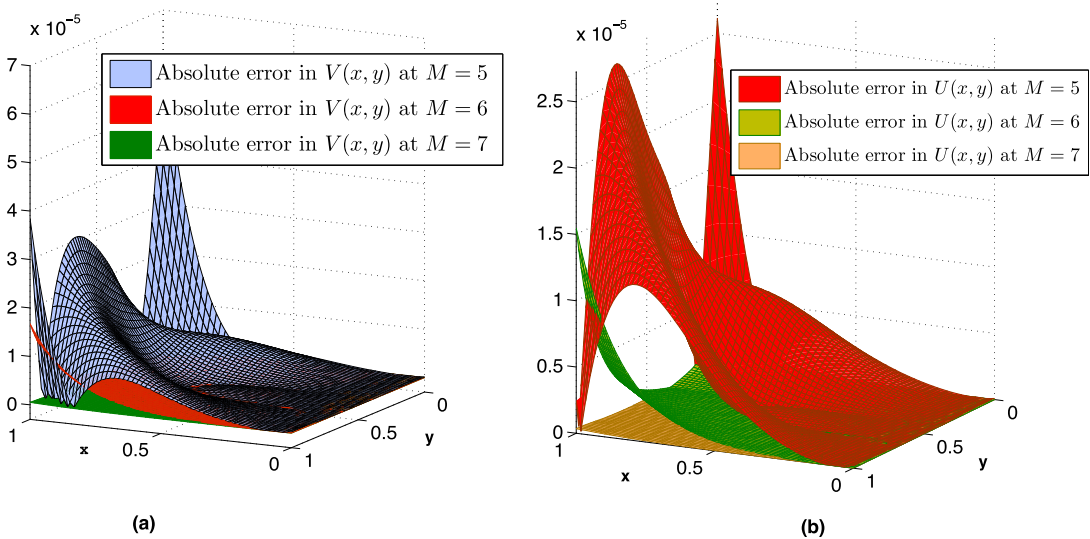 x 10⁻⁵
7
6
5
4
3
2
1
0
Absolute error in V(x, y) at M = 5
Absolute error in V(x, y) at M = 6
Absolute error in V(x, y) at M = 7
1
0.5
0
x
1
0.5
0
y
(a)
x 10⁻⁵
2.5
2
1.5
1
0.5
0
Absolute error in U(x, y) at M = 5
Absolute error in U(x, y) at M = 6
Absolute error in U(x, y) at M = 7
1
0.5
0
x
1
0.5
0
y
(b)